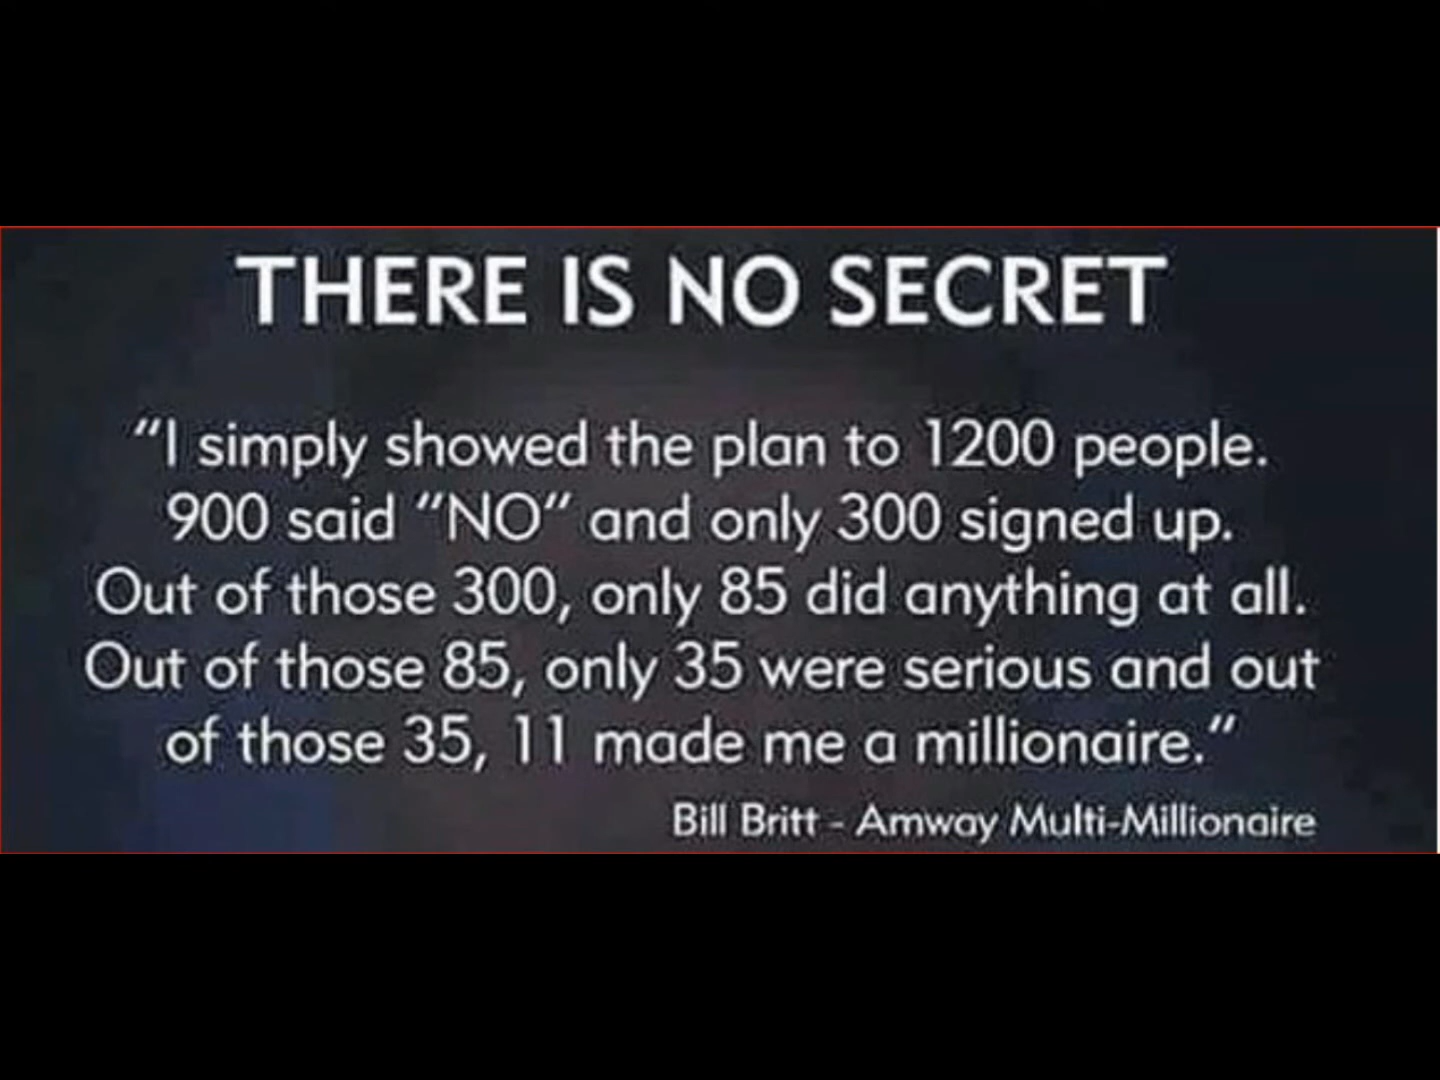 THERE IS NO SECRET
“I simply showed the plan to 1200 people.
900 said “NO” and only 300 signed up.
Out of those 300, only 85 did anything at all.
Out of those 85, only 35 were serious and out
of those 35, 11 made me a millionaire.”
Bill Britt - Amway Multi-Millionaire